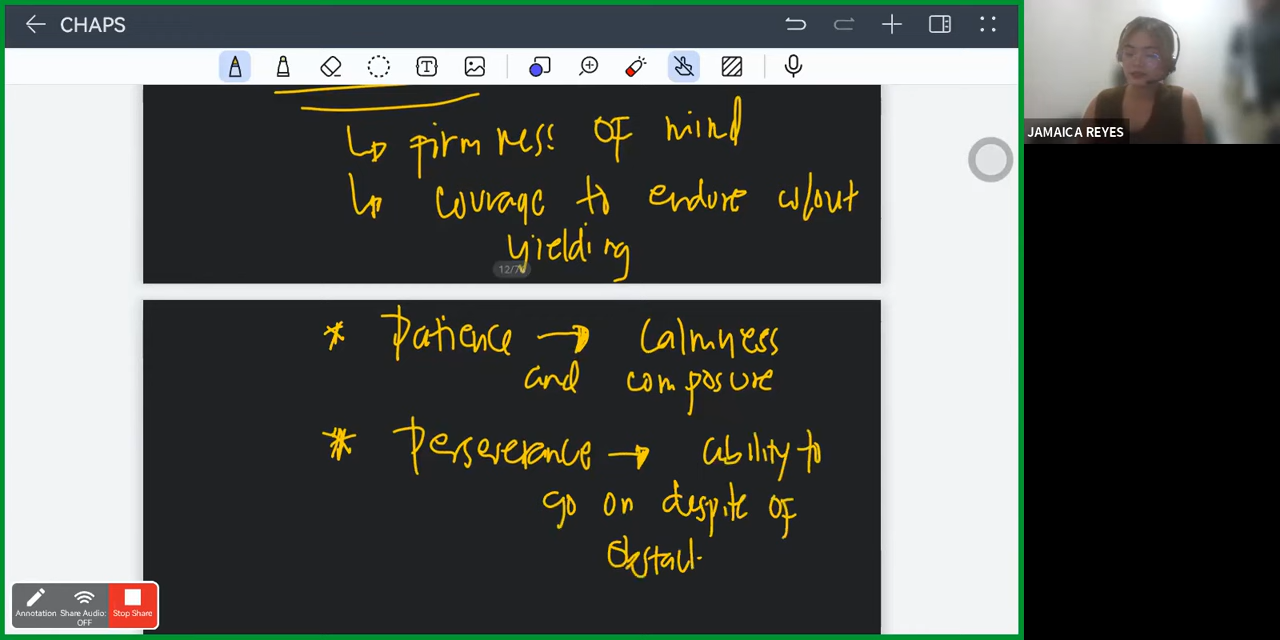 CHAPS
JAMAICA REYES
↳ firmness of mind
↳ courage to endure w/out
yielding
* Patience → Calmness
and composure
* Perseverance → ability to
go on despite of
Obstacl
Annotation
Share Audio:
OFF
Stop Share